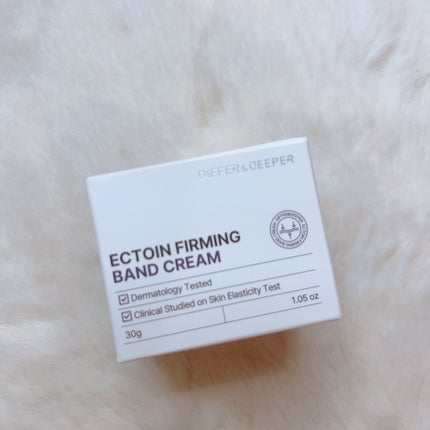 DIFFER & DEEPER
ECTOIN FIRMING
BAND CREAM
Dermatology Tested
Clinical Studied on Skin Elasticity Test
30g
1.05 oz